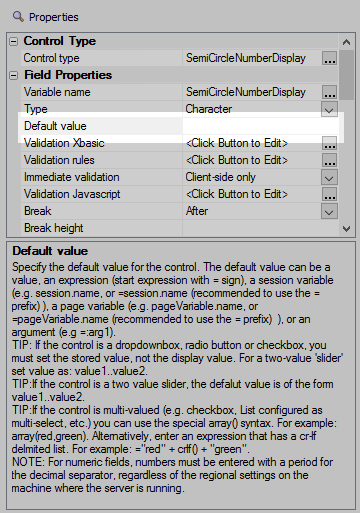 Properties
Control Type
Control type SemiCircleNumberDisplay ...
Field Properties
Variable name SemiCircleNumberDisplay ...
Type Character
Default value
Validation Xbasic <Click Button to Edit> ...
Validation rules <Click Button to Edit> ...
Immediate validation Client-side only
Validation Javascript <Click Button to Edit> ...
Break After
Break height
Default value
Specify the default value for the control. The default value can be a
value, an expression (start expression with = sign), a session variable
(e.g. session.name, or =session.name (recommended to use the =
prefix) ), a page variable (e.g. pageVariable.name, or
=pageVariable.name (recommended to use the = prefix)  ), or an
argument (e.g =:arg1).
TIP: If the control is a dropdownbox, radio button or checkbox, you
must set the stored value, not the display value. For a two-value 'slider'
set value as: value1..value2.
TIP:If the control is a two value slider, the defalut value is of the form
value1..value2.
TIP:If the control is multi-valued (e.g. checkbox, List configured as
multi-select, etc.) you can use the special array() syntax. For example:
array(red,green). Alternatively, enter an expression that has a cr-lf
delmited list. For example: ="red" + crlf() + "green".
NOTE: For numeric fields, numbers must be entered with a period for
the decimal separator, regardless of the regional settings on the
machine where the server is running.